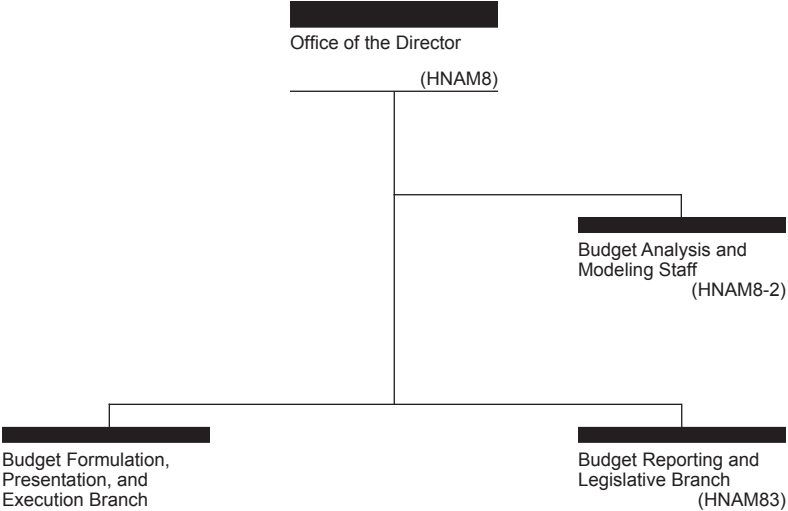 Office of the Director
(HNAM8)
Budget Analysis and
Modeling Staff
(HNAM8-2)
Budget Formulation,
Presentation, and
Execution Branch
Budget Reporting and
Legislative Branch
(HNAM83)